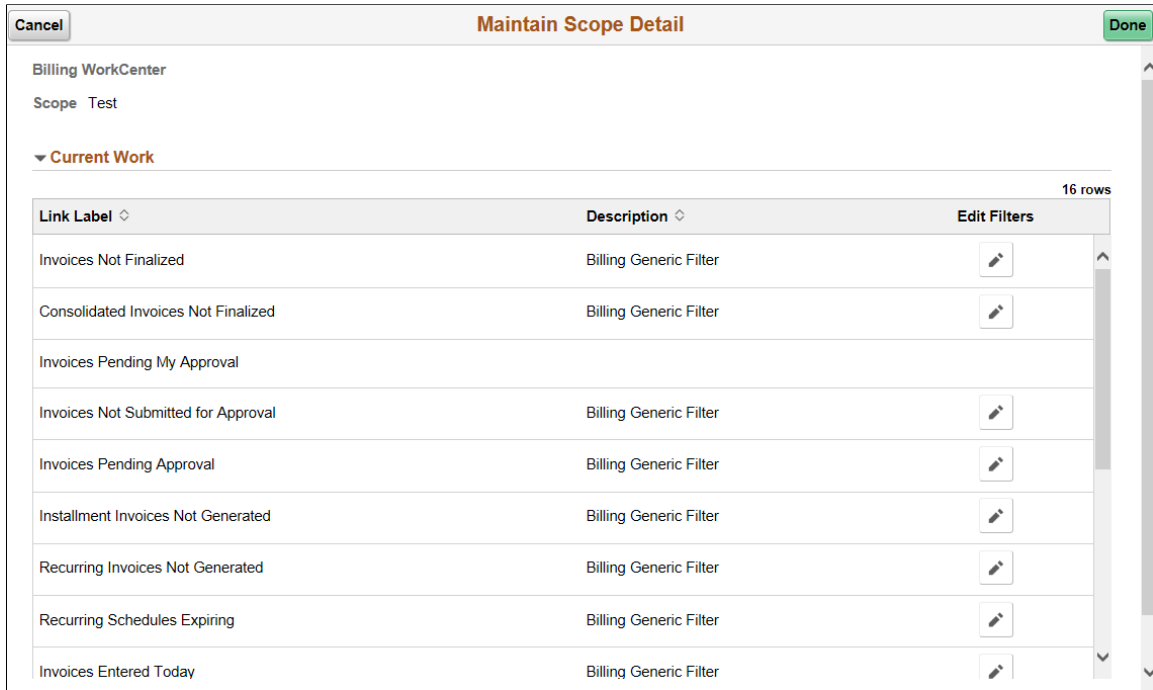 Cancel Maintain Scope Detail Done
Billing WorkCenter
Scope Test
Current Work
16 rows
Link Label Description Edit Filters
Invoices Not Finalized Billing Generic Filter
Consolidated Invoices Not Finalized Billing Generic Filter
Invoices Pending My Approval
Invoices Not Submitted for Approval Billing Generic Filter
Invoices Pending Approval Billing Generic Filter
Installment Invoices Not Generated Billing Generic Filter
Recurring Invoices Not Generated Billing Generic Filter
Recurring Schedules Expiring Billing Generic Filter
Invoices Entered Today Billing Generic Filter